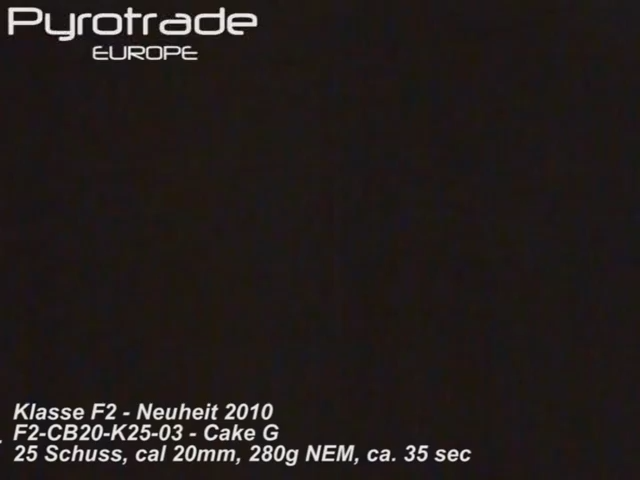 Pyrotrade
EUROPE
Klasse F2 - Neuheit 2010
F2-CB20-K25-03 - Cake G
25 Schuss, cal 20mm, 280g NEM, ca. 35 sec